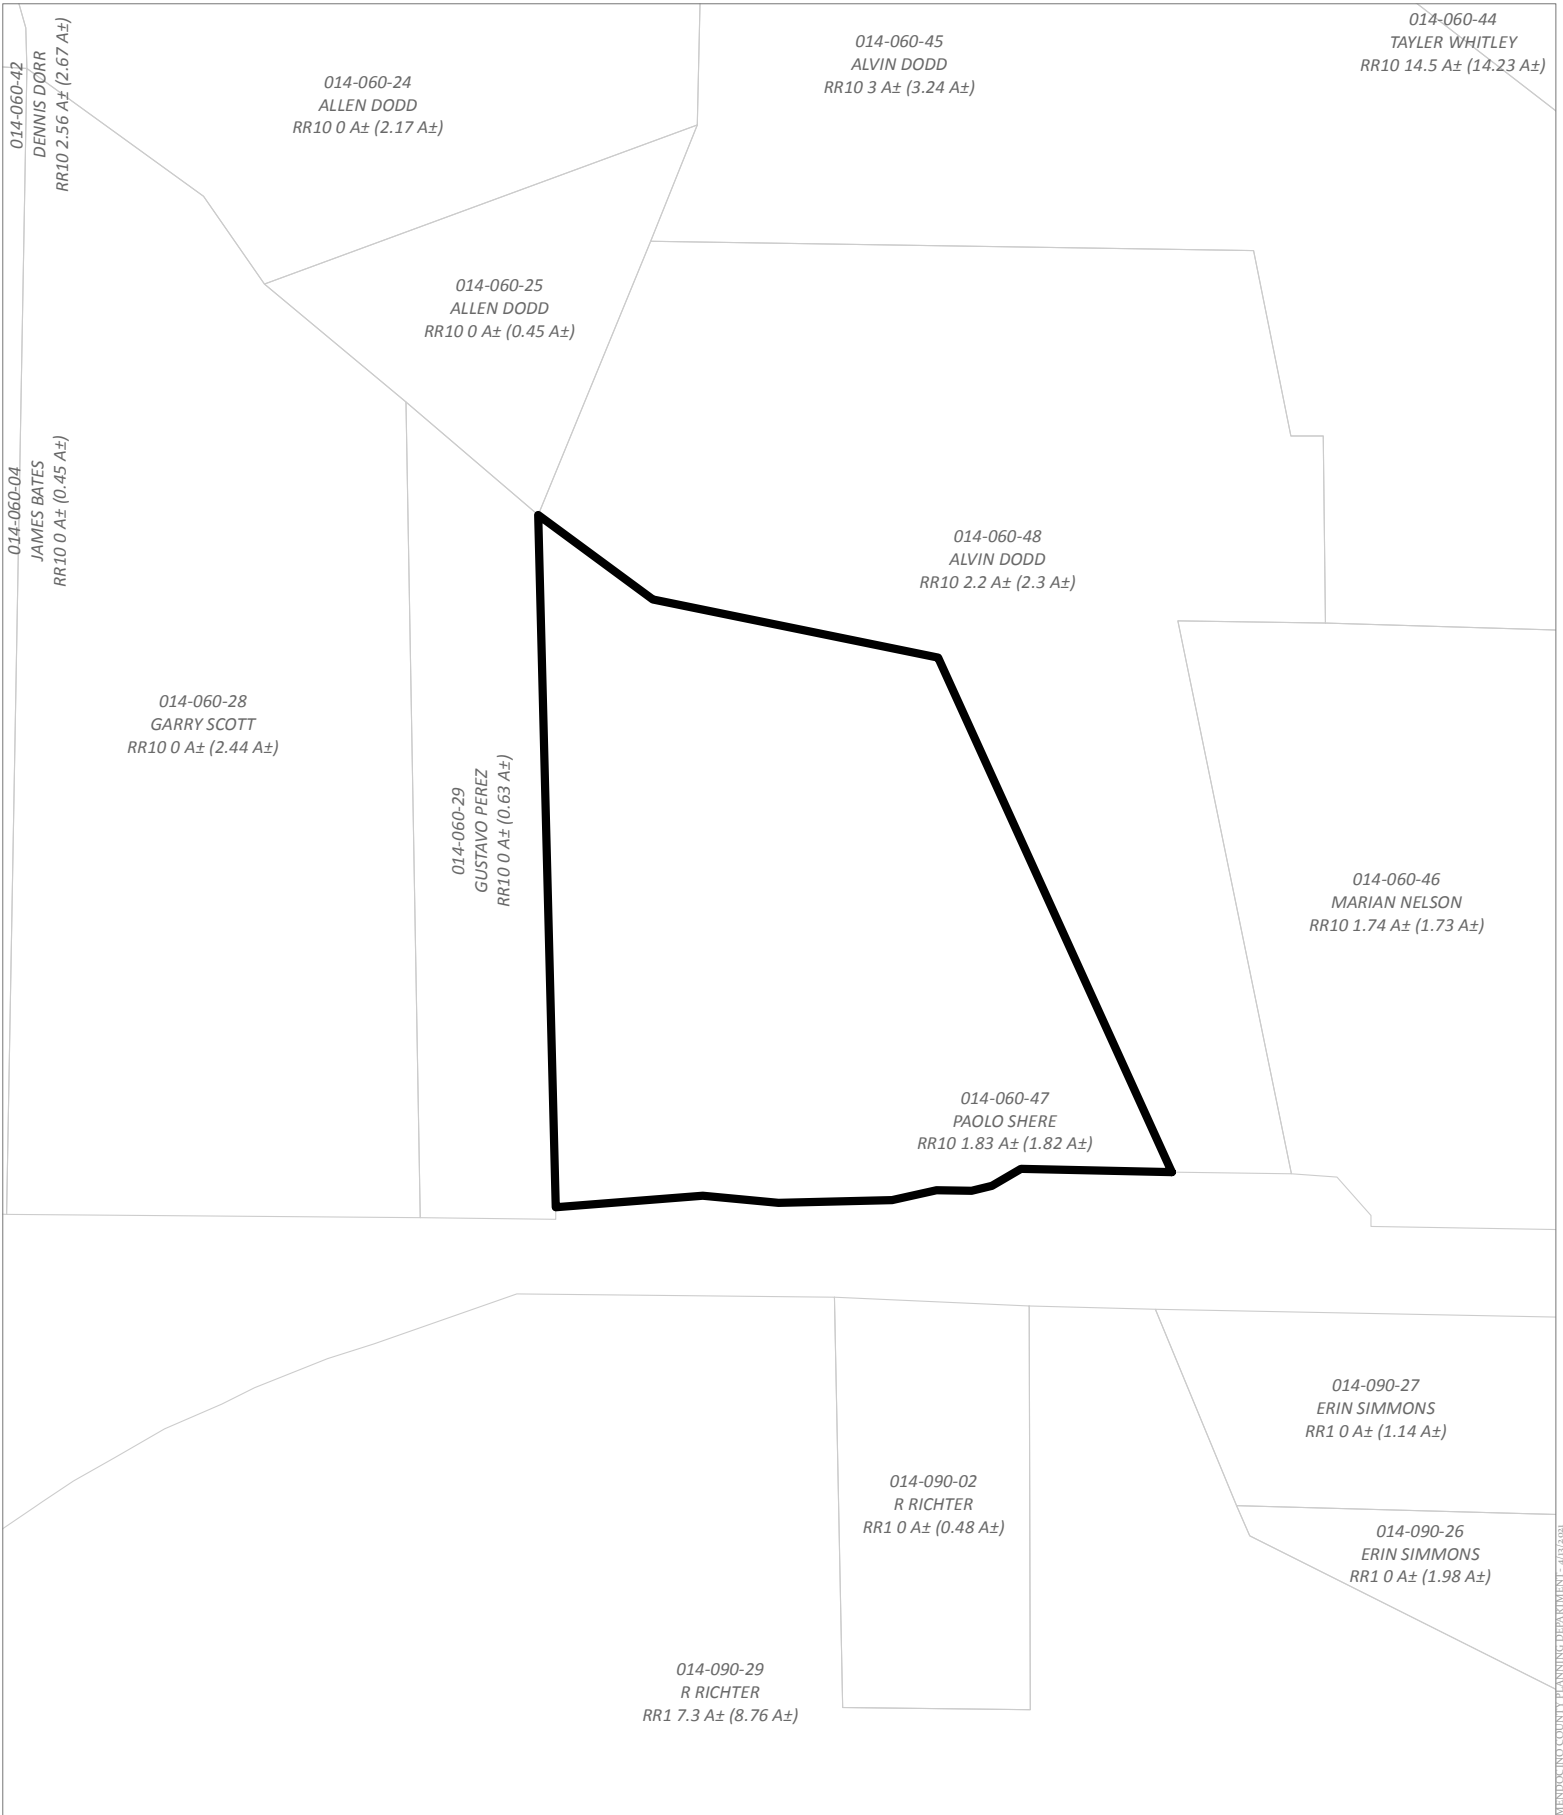 014-060-42
DENNIS DORR
RR10 2.56 A± (2.67 A±)
014-060-24
ALLEN DODD
RR10 0 A± (2.17 A±)
014-060-45
ALVIN DODD
RR10 3 A± (3.24 A±)
014-060-44
TAYLER WHITLEY
RR10 14.5 A± (14.23 A±)
014-060-25
ALLEN DODD
RR10 0 A± (0.45 A±)
014-060-04
JAMES BATES
RR10 0 A± (0.45 A±)
014-060-48
ALVIN DODD
RR10 2.2 A± (2.3 A±)
014-060-28
GARRY SCOTT
RR10 0 A± (2.44 A±)
014-060-29
GUSTAVO PEREZ
RR10 0 A± (0.63 A±)
014-060-46
MARIAN NELSON
RR10 1.74 A± (1.73 A±)
014-060-47
PAOLO SHERE
RR10 1.83 A± (1.82 A±)
014-090-27
ERIN SIMMONS
RR1 0 A± (1.14 A±)
014-090-02
R RICHTER
RR1 0 A± (0.48 A±)
014-090-26
ERIN SIMMONS
RR1 0 A± (1.98 A±)
014-090-29
R RICHTER
RR1 7.3 A± (8.76 A±)
MENDOCINO COUNTY PLANNING DEPARTMENT - 4/13/2021